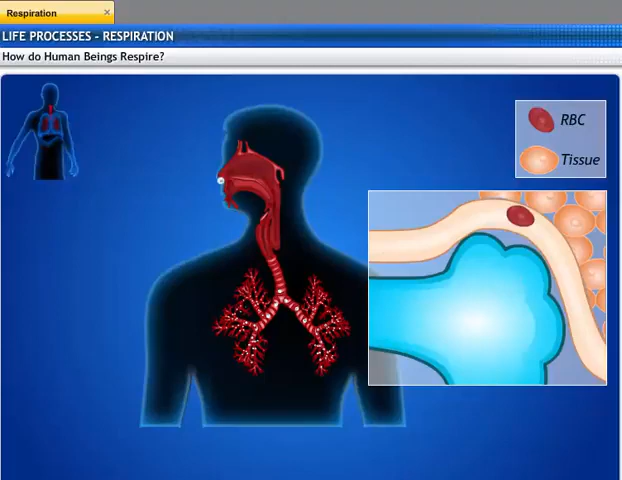 Respiration
LIFE PROCESSES - RESPIRATION
How do Human Beings Respire?
RBC
Tissue